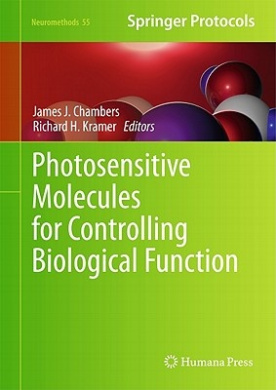 Neuromethods 55
Springer Protocols
James J. Chambers
Richard H. Kramer Editors
Photosensitive
Molecules
for Controlling
Biological Function
Humana Press